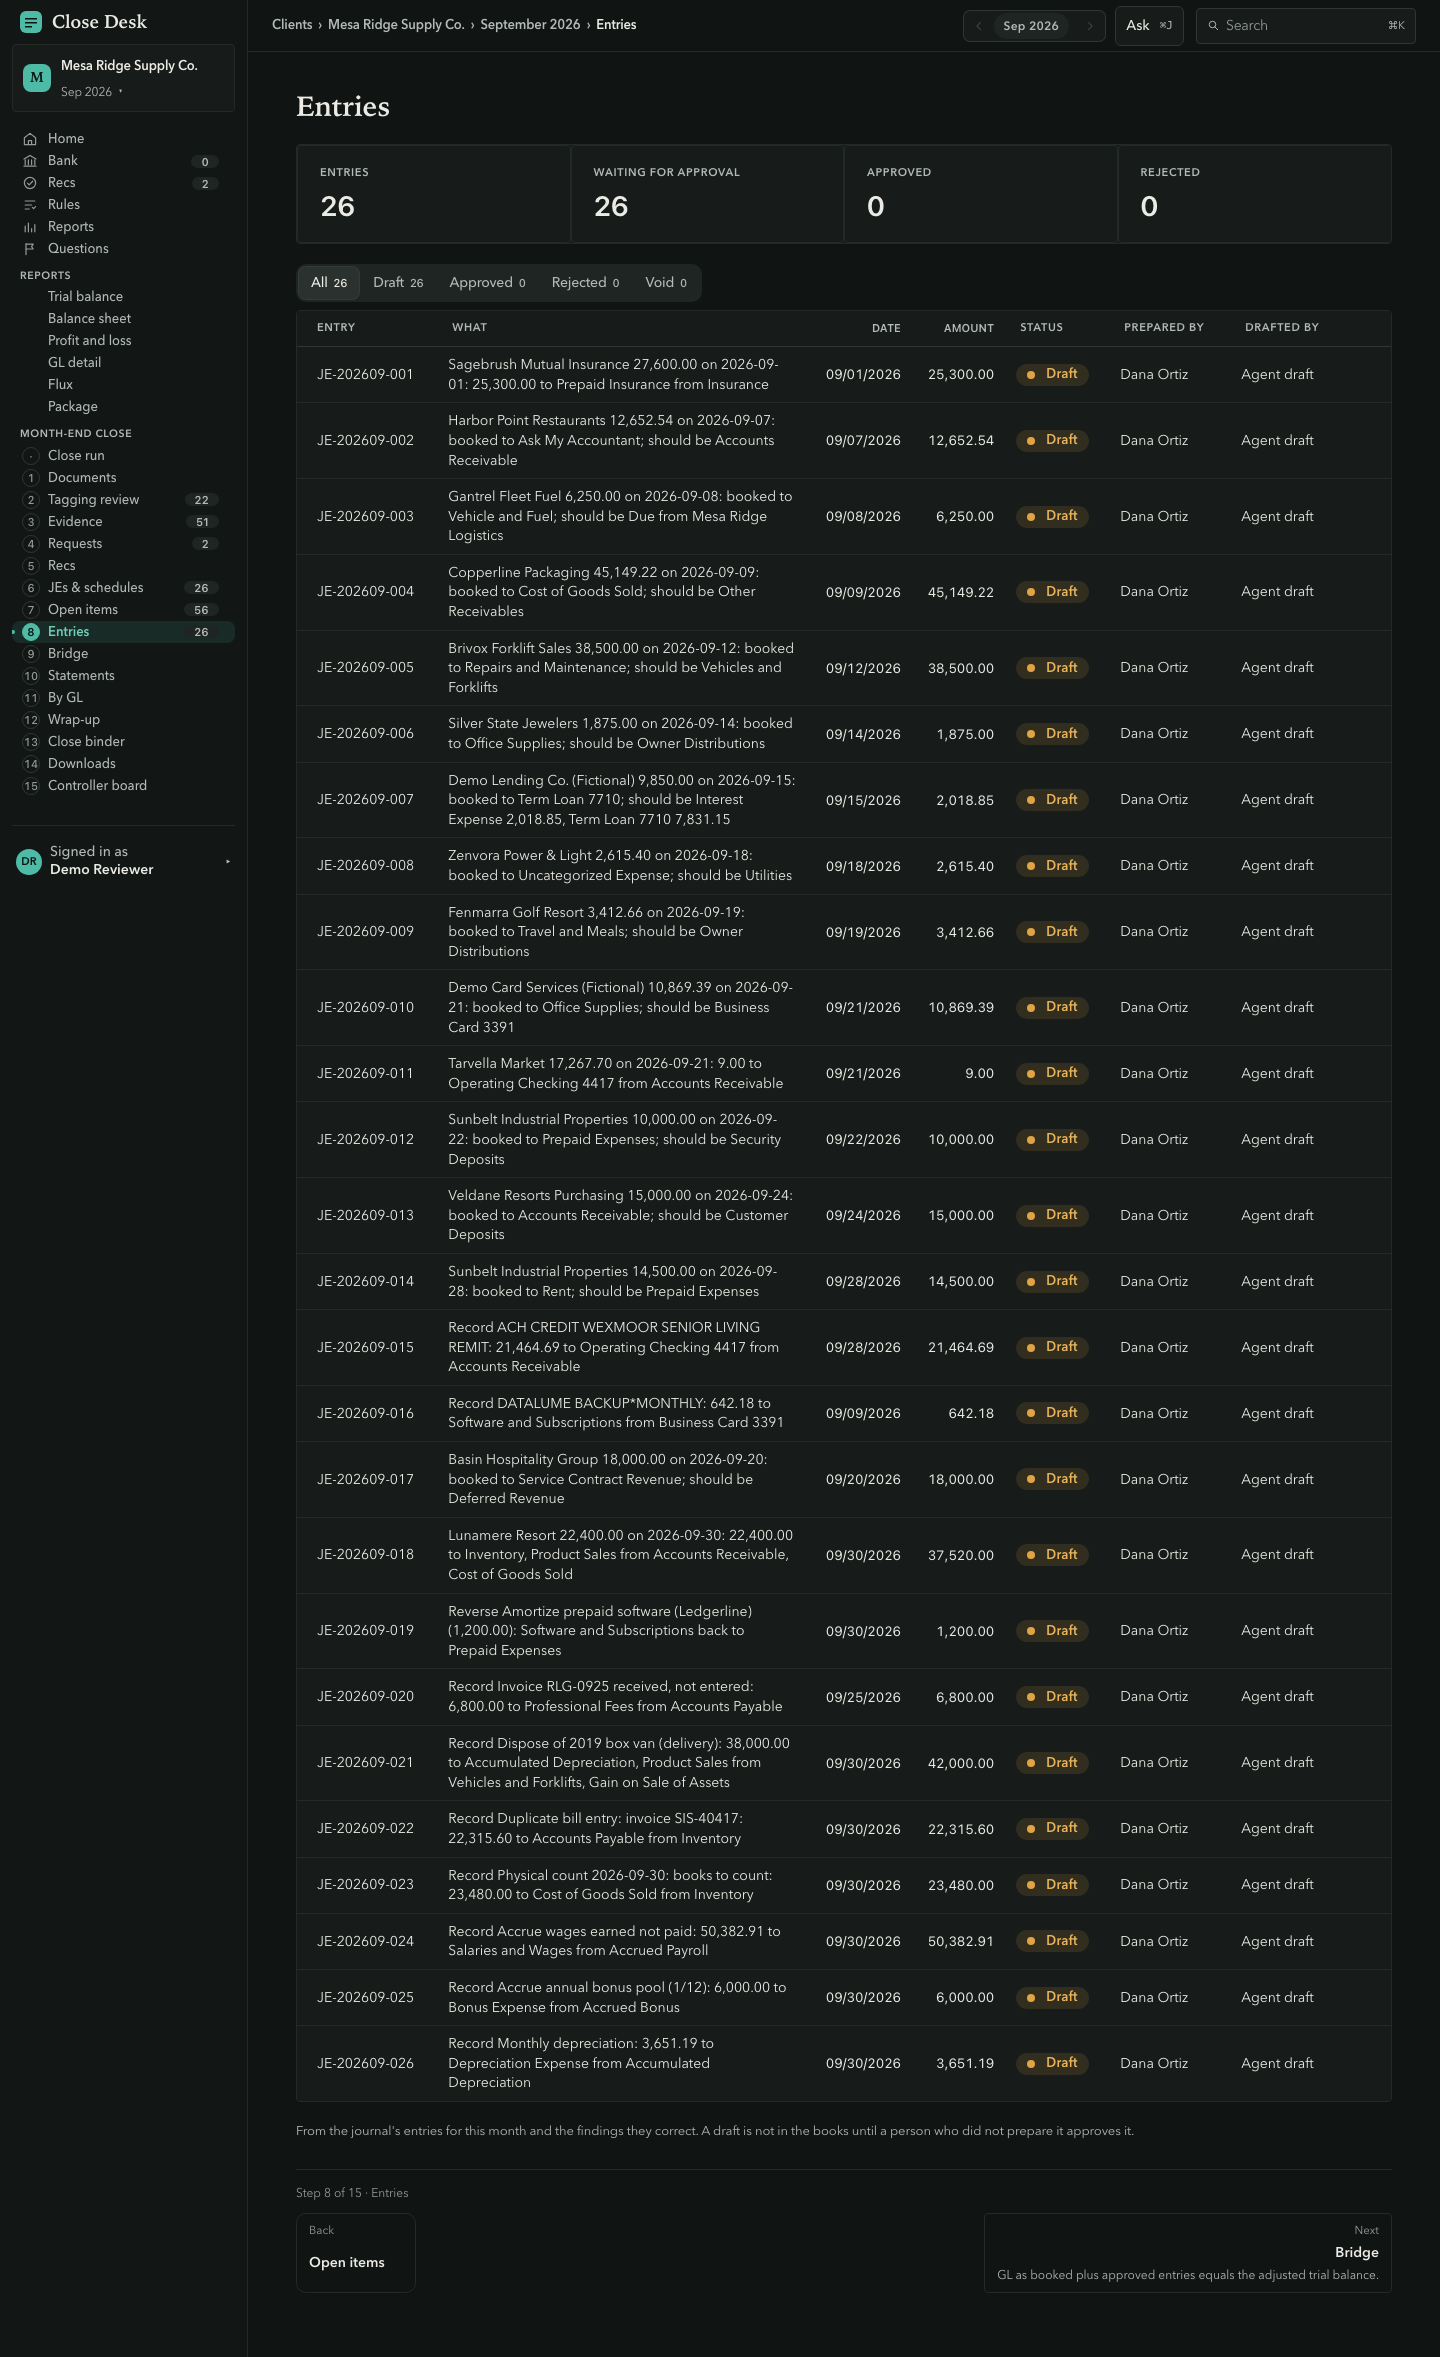 Close Desk
Clients › Mesa Ridge Supply Co. › September 2026 › Entries
‹ Sep 2026 ›
Ask ⌘J
Search ⌘K
M
Mesa Ridge Supply Co.
Sep 2026
Home
Bank 0
Recs 2
Rules
Reports
Questions
REPORTS
Trial balance
Balance sheet
Profit and loss
GL detail
Flux
Package
MONTH-END CLOSE
· Close run
1 Documents
2 Tagging review 22
3 Evidence 51
4 Requests 2
5 Recs
6 JEs & schedules 26
7 Open items 56
8 Entries 26
9 Bridge
10 Statements
11 By GL
12 Wrap-up
13 Close binder
14 Downloads
15 Controller board
DR
Signed in as
Demo Reviewer
Entries
ENTRIES
26
WAITING FOR APPROVAL
26
APPROVED
0
REJECTED
0
All 26 Draft 26 Approved 0 Rejected 0 Void 0
ENTRY WHAT DATE AMOUNT STATUS PREPARED BY DRAFTED BY
JE-202609-001
Sagebrush Mutual Insurance 27,600.00 on 2026-09-
01: 25,300.00 to Prepaid Insurance from Insurance
09/01/2026 25,300.00 Draft Dana Ortiz Agent draft
JE-202609-002
Harbor Point Restaurants 12,652.54 on 2026-09-07:
booked to Ask My Accountant; should be Accounts
Receivable
09/07/2026 12,652.54 Draft Dana Ortiz Agent draft
JE-202609-003
Gantrel Fleet Fuel 6,250.00 on 2026-09-08: booked to
Vehicle and Fuel; should be Due from Mesa Ridge
Logistics
09/08/2026 6,250.00 Draft Dana Ortiz Agent draft
JE-202609-004
Copperline Packaging 45,149.22 on 2026-09-09:
booked to Cost of Goods Sold; should be Other
Receivables
09/09/2026 45,149.22 Draft Dana Ortiz Agent draft
JE-202609-005
Brivox Forklift Sales 38,500.00 on 2026-09-12: booked
to Repairs and Maintenance; should be Vehicles and
Forklifts
09/12/2026 38,500.00 Draft Dana Ortiz Agent draft
JE-202609-006
Silver State Jewelers 1,875.00 on 2026-09-14: booked
to Office Supplies; should be Owner Distributions
09/14/2026 1,875.00 Draft Dana Ortiz Agent draft
JE-202609-007
Demo Lending Co. (Fictional) 9,850.00 on 2026-09-15:
booked to Term Loan 7710; should be Interest
Expense 2,018.85, Term Loan 7710 7,831.15
09/15/2026 2,018.85 Draft Dana Ortiz Agent draft
JE-202609-008
Zenvora Power & Light 2,615.40 on 2026-09-18:
booked to Uncategorized Expense; should be Utilities
09/18/2026 2,615.40 Draft Dana Ortiz Agent draft
JE-202609-009
Fenmarra Golf Resort 3,412.66 on 2026-09-19:
booked to Travel and Meals; should be Owner
Distributions
09/19/2026 3,412.66 Draft Dana Ortiz Agent draft
JE-202609-010
Demo Card Services (Fictional) 10,869.39 on 2026-09-
21: booked to Office Supplies; should be Business
Card 3391
09/21/2026 10,869.39 Draft Dana Ortiz Agent draft
JE-202609-011
Tarvella Market 17,267.70 on 2026-09-21: 9.00 to
Operating Checking 4417 from Accounts Receivable
09/21/2026 9.00 Draft Dana Ortiz Agent draft
JE-202609-012
Sunbelt Industrial Properties 10,000.00 on 2026-09-
22: booked to Prepaid Expenses; should be Security
Deposits
09/22/2026 10,000.00 Draft Dana Ortiz Agent draft
JE-202609-013
Veldane Resorts Purchasing 15,000.00 on 2026-09-24:
booked to Accounts Receivable; should be Customer
Deposits
09/24/2026 15,000.00 Draft Dana Ortiz Agent draft
JE-202609-014
Sunbelt Industrial Properties 14,500.00 on 2026-09-
28: booked to Rent; should be Prepaid Expenses
09/28/2026 14,500.00 Draft Dana Ortiz Agent draft
JE-202609-015
Record ACH CREDIT WEXMOOR SENIOR LIVING
REMIT: 21,464.69 to Operating Checking 4417 from
Accounts Receivable
09/28/2026 21,464.69 Draft Dana Ortiz Agent draft
JE-202609-016
Record DATALUME BACKUP*MONTHLY: 642.18 to
Software and Subscriptions from Business Card 3391
09/09/2026 642.18 Draft Dana Ortiz Agent draft
JE-202609-017
Basin Hospitality Group 18,000.00 on 2026-09-20:
booked to Service Contract Revenue; should be
Deferred Revenue
09/20/2026 18,000.00 Draft Dana Ortiz Agent draft
JE-202609-018
Lunamere Resort 22,400.00 on 2026-09-30: 22,400.00
to Inventory, Product Sales from Accounts Receivable,
Cost of Goods Sold
09/30/2026 37,520.00 Draft Dana Ortiz Agent draft
JE-202609-019
Reverse Amortize prepaid software (Ledgerline)
(1,200.00): Software and Subscriptions back to
Prepaid Expenses
09/30/2026 1,200.00 Draft Dana Ortiz Agent draft
JE-202609-020
Record Invoice RLG-0925 received, not entered:
6,800.00 to Professional Fees from Accounts Payable
09/25/2026 6,800.00 Draft Dana Ortiz Agent draft
JE-202609-021
Record Dispose of 2019 box van (delivery): 38,000.00
to Accumulated Depreciation, Product Sales from
Vehicles and Forklifts, Gain on Sale of Assets
09/30/2026 42,000.00 Draft Dana Ortiz Agent draft
JE-202609-022
Record Duplicate bill entry: invoice SIS-40417:
22,315.60 to Accounts Payable from Inventory
09/30/2026 22,315.60 Draft Dana Ortiz Agent draft
JE-202609-023
Record Physical count 2026-09-30: books to count:
23,480.00 to Cost of Goods Sold from Inventory
09/30/2026 23,480.00 Draft Dana Ortiz Agent draft
JE-202609-024
Record Accrue wages earned not paid: 50,382.91 to
Salaries and Wages from Accrued Payroll
09/30/2026 50,382.91 Draft Dana Ortiz Agent draft
JE-202609-025
Record Accrue annual bonus pool (1/12): 6,000.00 to
Bonus Expense from Accrued Bonus
09/30/2026 6,000.00 Draft Dana Ortiz Agent draft
JE-202609-026
Record Monthly depreciation: 3,651.19 to
Depreciation Expense from Accumulated
Depreciation
09/30/2026 3,651.19 Draft Dana Ortiz Agent draft
From the journal's entries for this month and the findings they correct. A draft is not in the books until a person who did not prepare it approves it.
Step 8 of 15 · Entries
Back
Open items
Next
Bridge
GL as booked plus approved entries equals the adjusted trial balance.